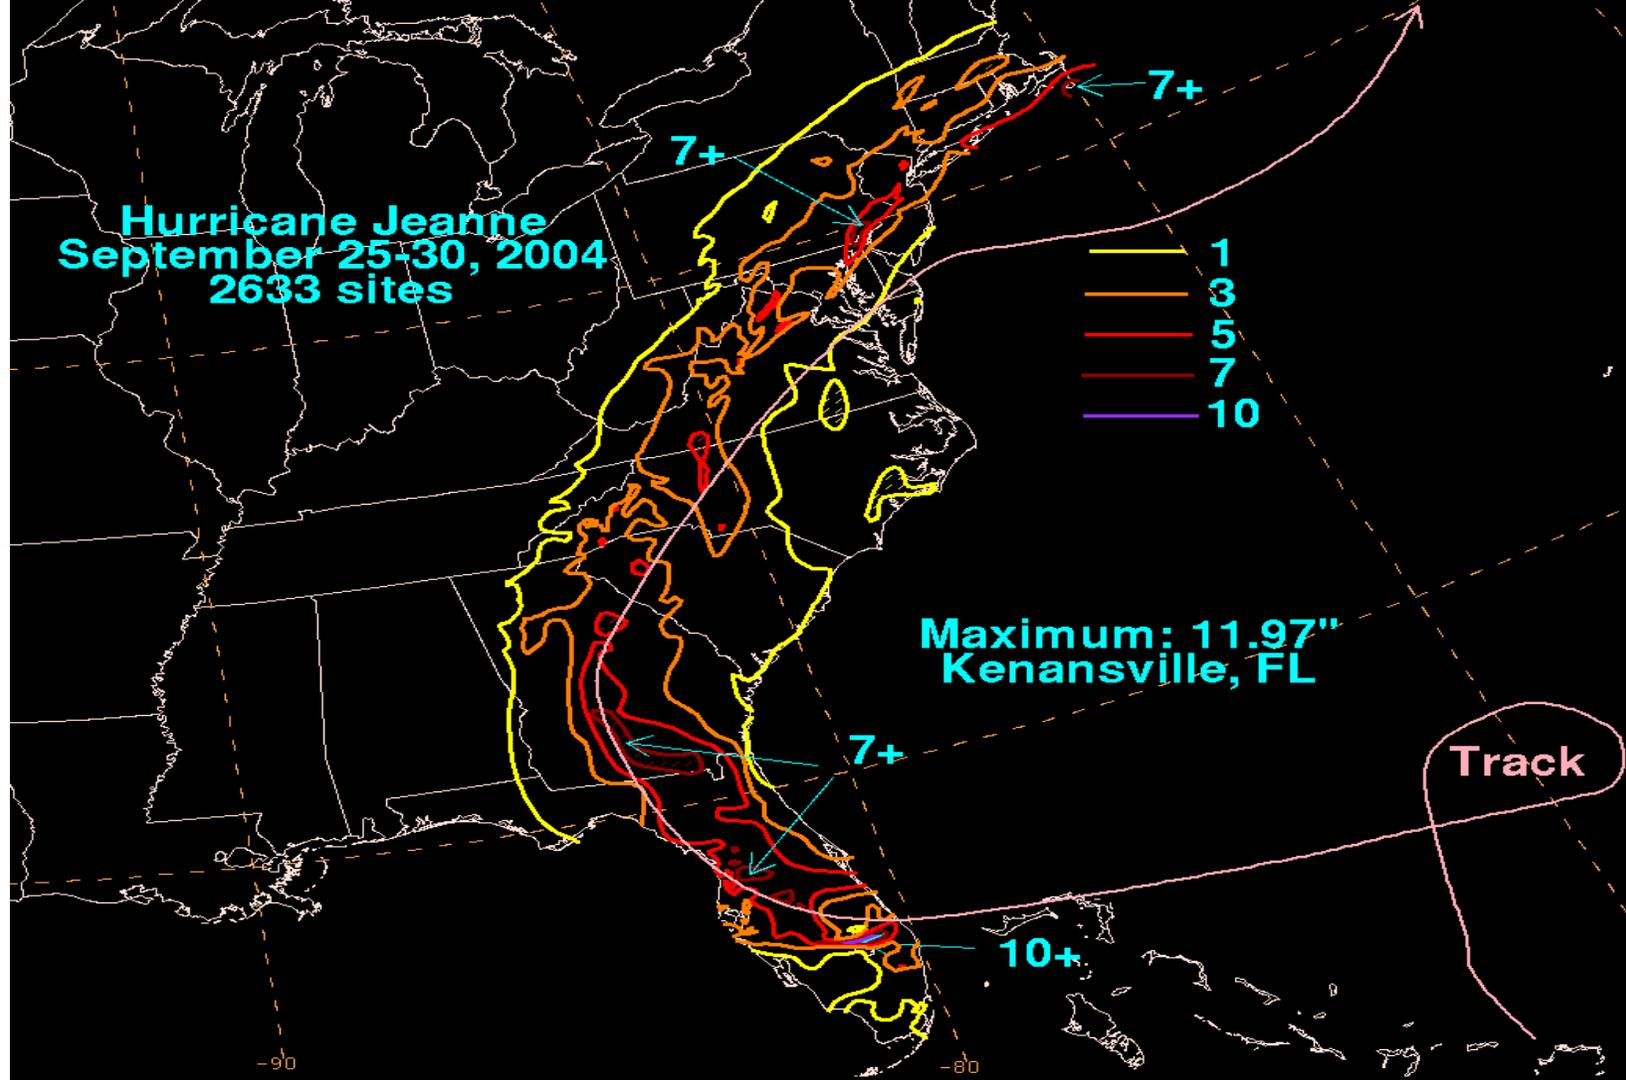 7+
7+
Hurricane Jeanne
September 25-30, 2004
2633 sites
1
3
5
7
10
Maximum: 11.97"
Kenansville, FL
7+
Track
10+
-90
-80